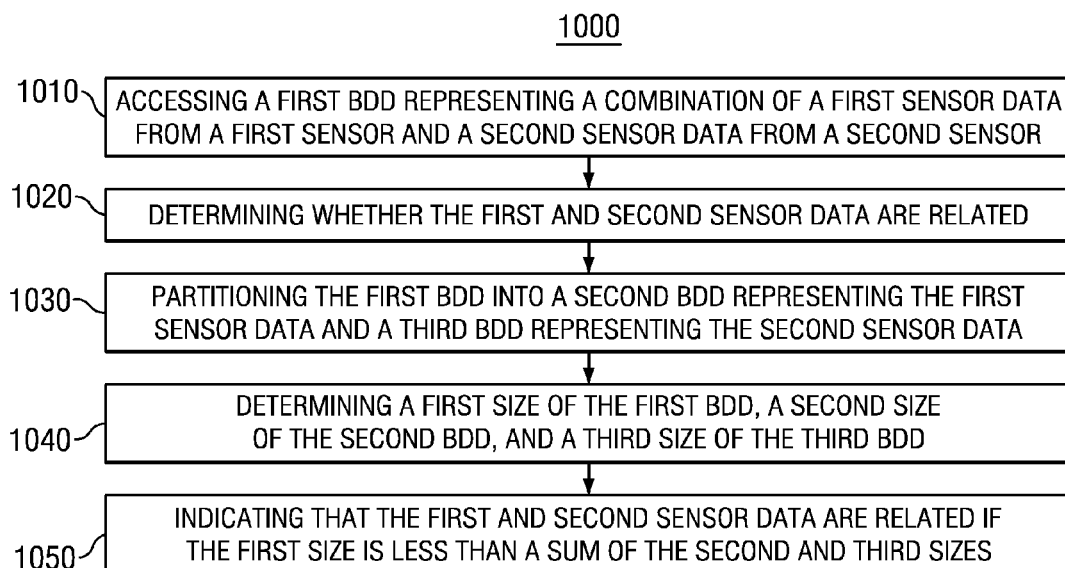 1000
1010
ACCESSING A FIRST BDD REPRESENTING A COMBINATION OF A FIRST SENSOR DATA
FROM A FIRST SENSOR AND A SECOND SENSOR DATA FROM A SECOND SENSOR
1020
DETERMINING WHETHER THE FIRST AND SECOND SENSOR DATA ARE RELATED
1030
PARTITIONING THE FIRST BDD INTO A SECOND BDD REPRESENTING THE FIRST
SENSOR DATA AND A THIRD BDD REPRESENTING THE SECOND SENSOR DATA
1040
DETERMINING A FIRST SIZE OF THE FIRST BDD, A SECOND SIZE
OF THE SECOND BDD, AND A THIRD SIZE OF THE THIRD BDD
1050
INDICATING THAT THE FIRST AND SECOND SENSOR DATA ARE RELATED IF
THE FIRST SIZE IS LESS THAN A SUM OF THE SECOND AND THIRD SIZES